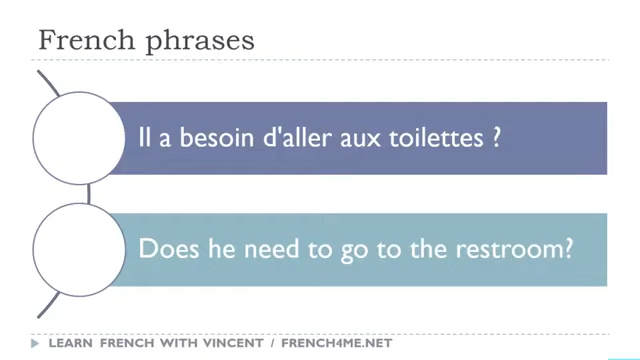 French phrases
Il a besoin d'aller aux toilettes ?
Does he need to go to the restroom?
LEARN FRENCH WITH VINCENT / FRENCH4ME.NET